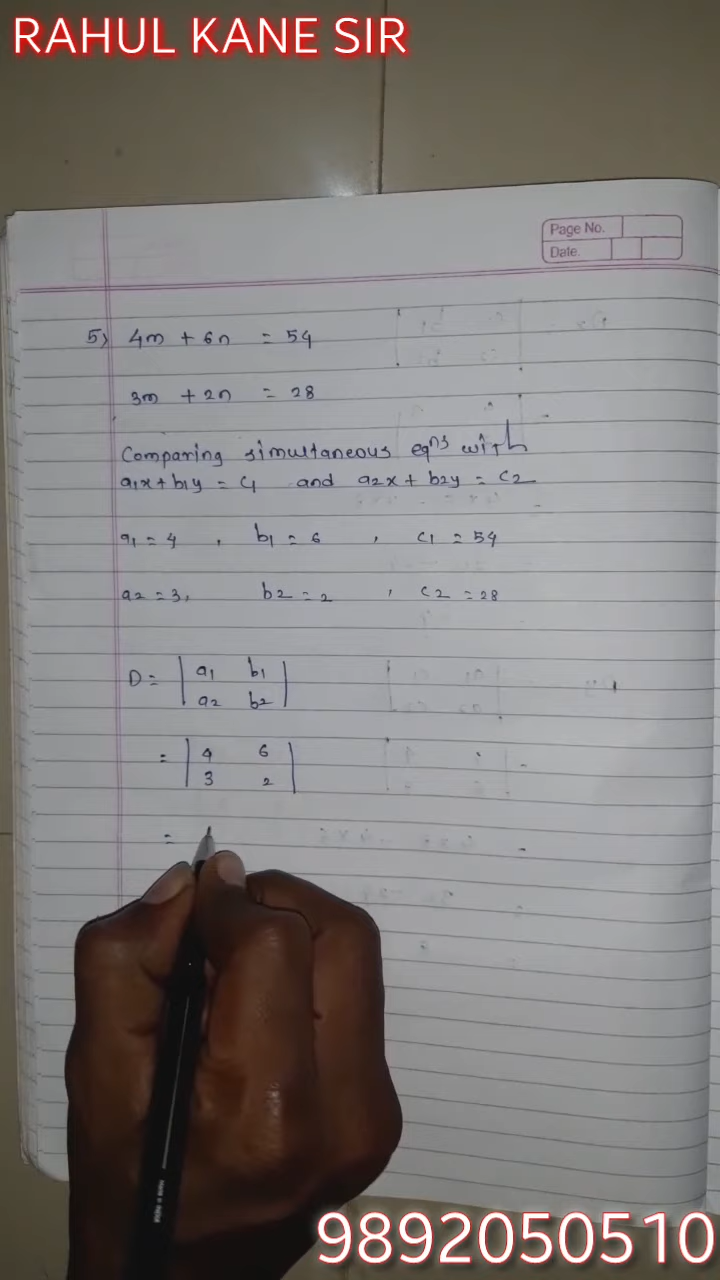 RAHUL KANE SIR
Page No.
Date.
5) 4m + 6n = 54
3m + 2n = 28
Comparing simultaneous eqns with
a1x + b1y = c1 and a2x + b2y = c2
a1 = 4 , b1 = 6 , c1 = 54
a2 = 3, b2 = 2 , c2 = 28
D = | a1 b1 |
| a2 b2 |
= | 4 6 |
| 3 2 |
=
9892050510